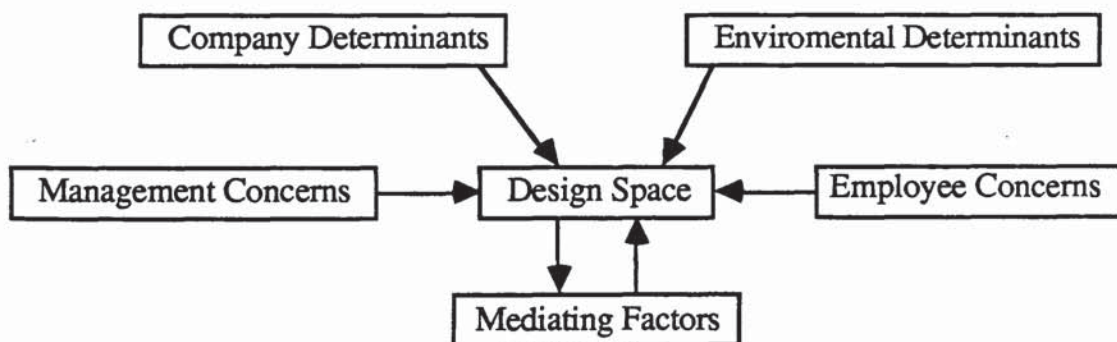 Company Determinants
Enviromental Determinants
Management Concerns
Design Space
Employee Concerns
Mediating Factors